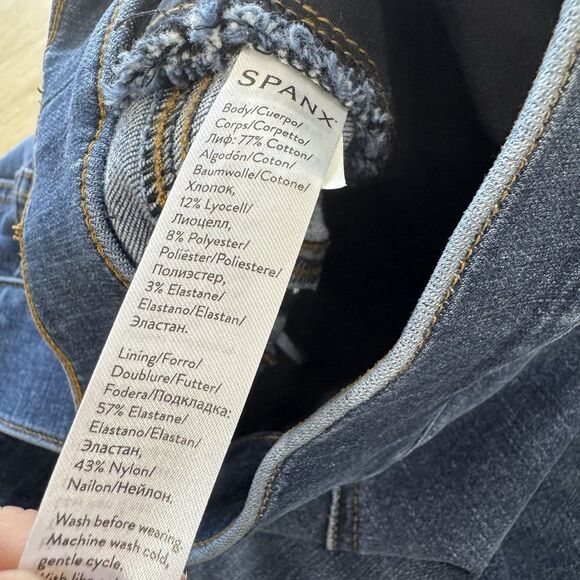 SPANX
Body/Cuerpo/
Corps/Corpetto/
Лиф: 77% Cotton/
Algodón/Coton/
Baumwolle/Cotone/
Хлопок,
12% Lyocell/
Лиоцелл,
8% Polyester/
Poliéster/Poliestere/
Полиэстер,
3% Elastane/
Elastano/Elastan/
Эластан.
Lining/Forro/
Doublure/Futter/
Fodera/Подкладка:
57% Elastane/
Elastano/Elastan/
Эластан,
43% Nylon/
Nailon/Нейлон.
Wash before wearing.
Machine wash cold,
gentle cycle.